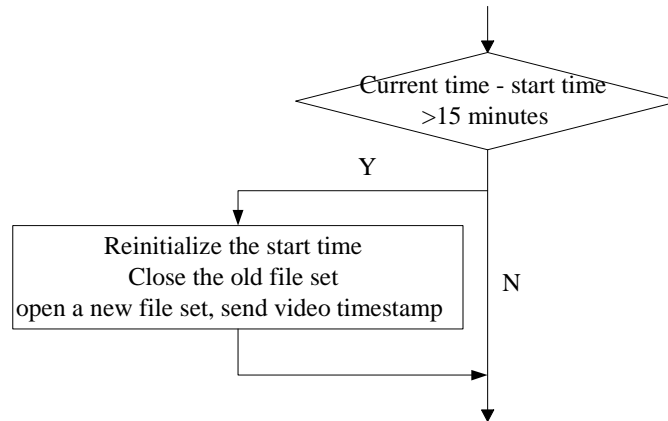 Current time - start time
>15 minutes
Y
Reinitialize the start time
Close the old file set
N
open a new file set, send video timestamp